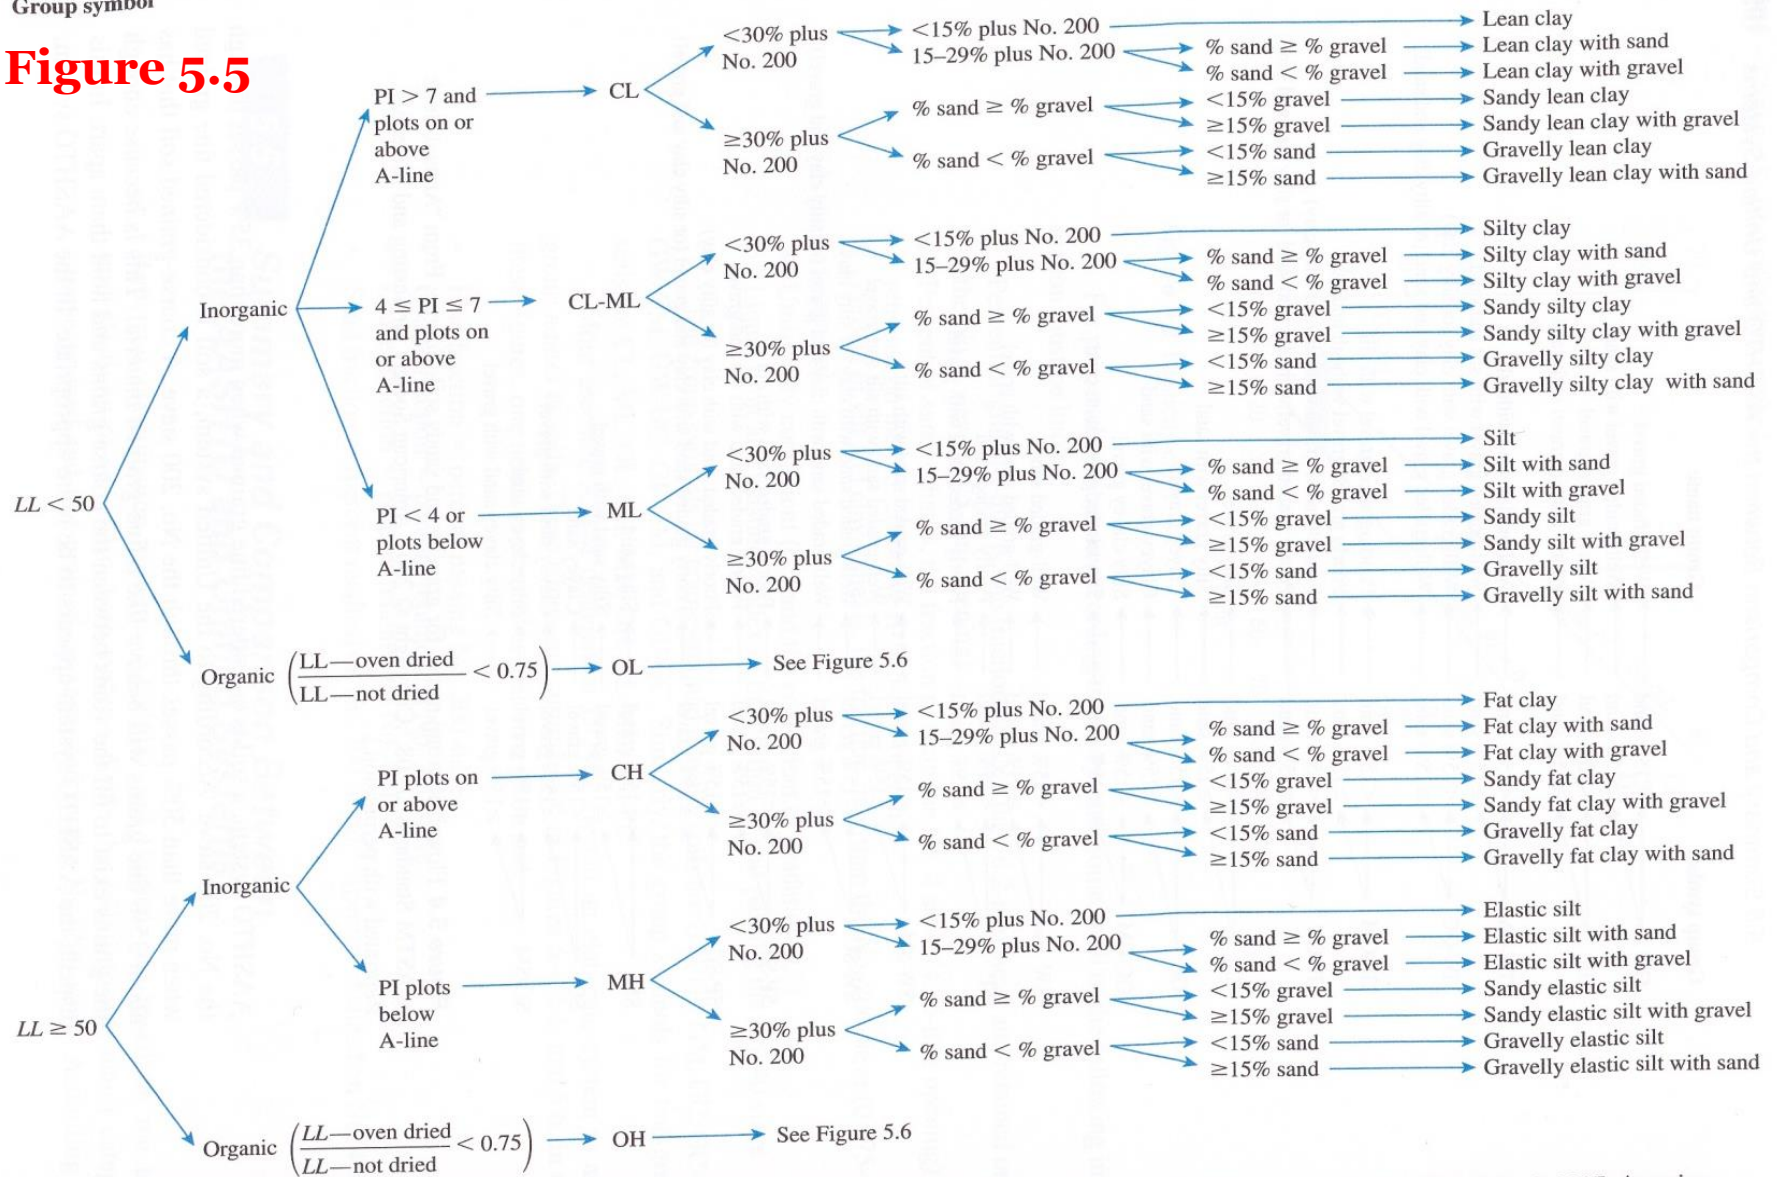 Group symbol
Figure 5.5
LL < 50
Inorganic
PI > 7 and
plots on or
above
A-line
CL
<30% plus
No. 200
<15% plus No. 200
Lean clay
15–29% plus No. 200
% sand ≥ % gravel
Lean clay with sand
% sand < % gravel
Lean clay with gravel
≥30% plus
No. 200
% sand ≥ % gravel
<15% gravel
Sandy lean clay
≥15% gravel
Sandy lean clay with gravel
% sand < % gravel
<15% sand
Gravelly lean clay
≥15% sand
Gravelly lean clay with sand
4 ≤ PI ≤ 7
and plots on
or above
A-line
CL-ML
<30% plus
No. 200
<15% plus No. 200
Silty clay
15–29% plus No. 200
% sand ≥ % gravel
Silty clay with sand
% sand < % gravel
Silty clay with gravel
≥30% plus
No. 200
% sand ≥ % gravel
<15% gravel
Sandy silty clay
≥15% gravel
Sandy silty clay with gravel
% sand < % gravel
<15% sand
Gravelly silty clay
≥15% sand
Gravelly silty clay with sand
PI < 4 or
plots below
A-line
ML
<30% plus
No. 200
<15% plus No. 200
Silt
15–29% plus No. 200
% sand ≥ % gravel
Silt with sand
% sand < % gravel
Silt with gravel
≥30% plus
No. 200
% sand ≥ % gravel
<15% gravel
Sandy silt
≥15% gravel
Sandy silt with gravel
% sand < % gravel
<15% sand
Gravelly silt
≥15% sand
Gravelly silt with sand
Organic (LL—oven dried / LL—not dried < 0.75)
OL
See Figure 5.6
LL ≥ 50
Inorganic
PI plots on
or above
A-line
CH
<30% plus
No. 200
<15% plus No. 200
Fat clay
15–29% plus No. 200
% sand ≥ % gravel
Fat clay with sand
% sand < % gravel
Fat clay with gravel
≥30% plus
No. 200
% sand ≥ % gravel
<15% gravel
Sandy fat clay
≥15% gravel
Sandy fat clay with gravel
% sand < % gravel
<15% sand
Gravelly fat clay
≥15% sand
Gravelly fat clay with sand
PI plots
below
A-line
MH
<30% plus
No. 200
<15% plus No. 200
Elastic silt
15–29% plus No. 200
% sand ≥ % gravel
Elastic silt with sand
% sand < % gravel
Elastic silt with gravel
≥30% plus
No. 200
% sand ≥ % gravel
<15% gravel
Sandy elastic silt
≥15% gravel
Sandy elastic silt with gravel
% sand < % gravel
<15% sand
Gravelly elastic silt
≥15% sand
Gravelly elastic silt with sand
Organic (LL—oven dried / LL—not dried < 0.75)
OH
See Figure 5.6